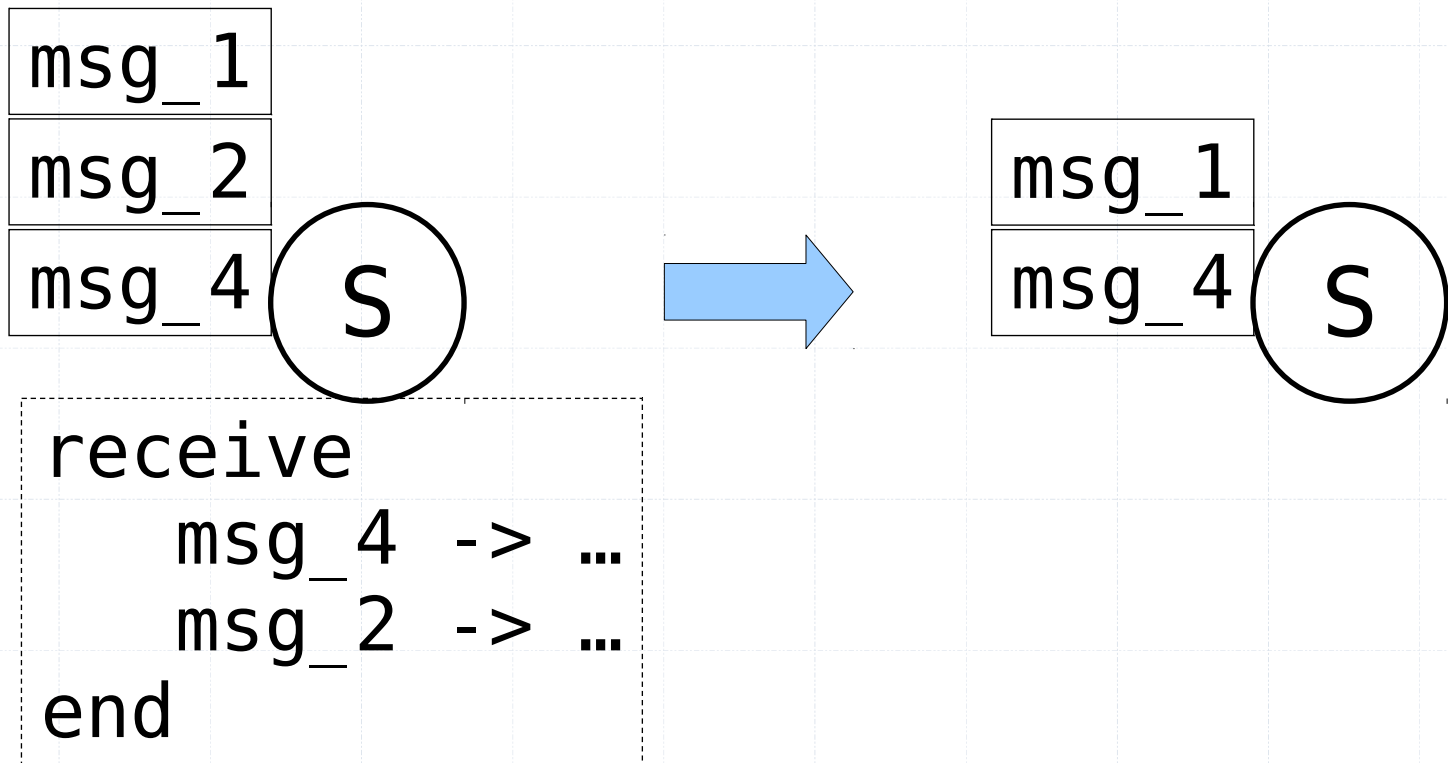 msg_1
msg_2
msg_4
S
receive
   msg_4 -> …
   msg_2 -> …
end
msg_1
msg_4
S